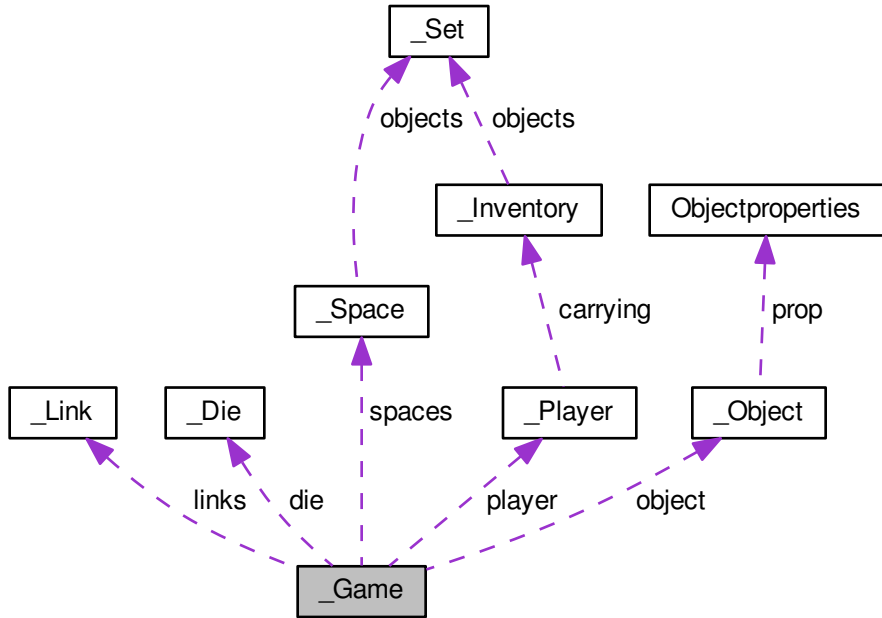 _Set
objects
objects
_Inventory
Objectproperties
_Space
carrying
prop
_Link
_Die
spaces
_Player
_Object
links
die
player
object
_Game